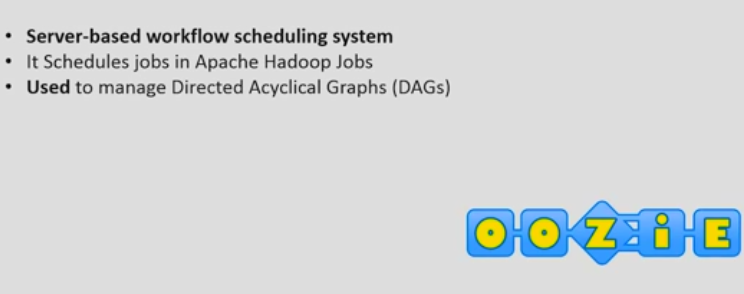 • Server-based workflow scheduling system
• It Schedules jobs in Apache Hadoop Jobs
• Used to manage Directed Acyclical Graphs (DAGs)
OOZiE